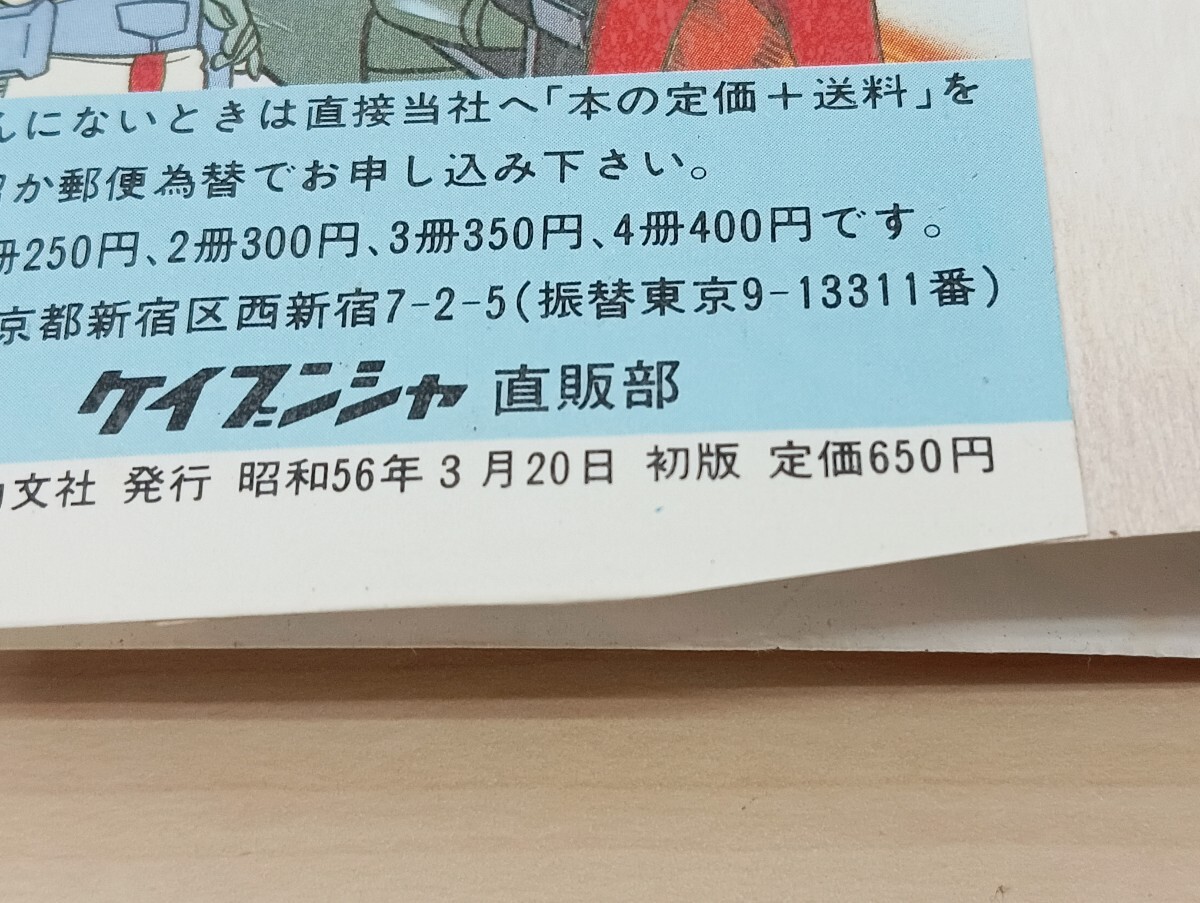 んにないときは直接当社へ「本の定価＋送料」を
か郵便為替でお申し込み下さい。
冊250円、2冊300円、3冊350円、4冊400円です。
京都新宿区西新宿7-2-5(振替東京9-13311番)
ケイブンシャ 直販部
文社 発行 昭和56年3月20日 初版 定価650円